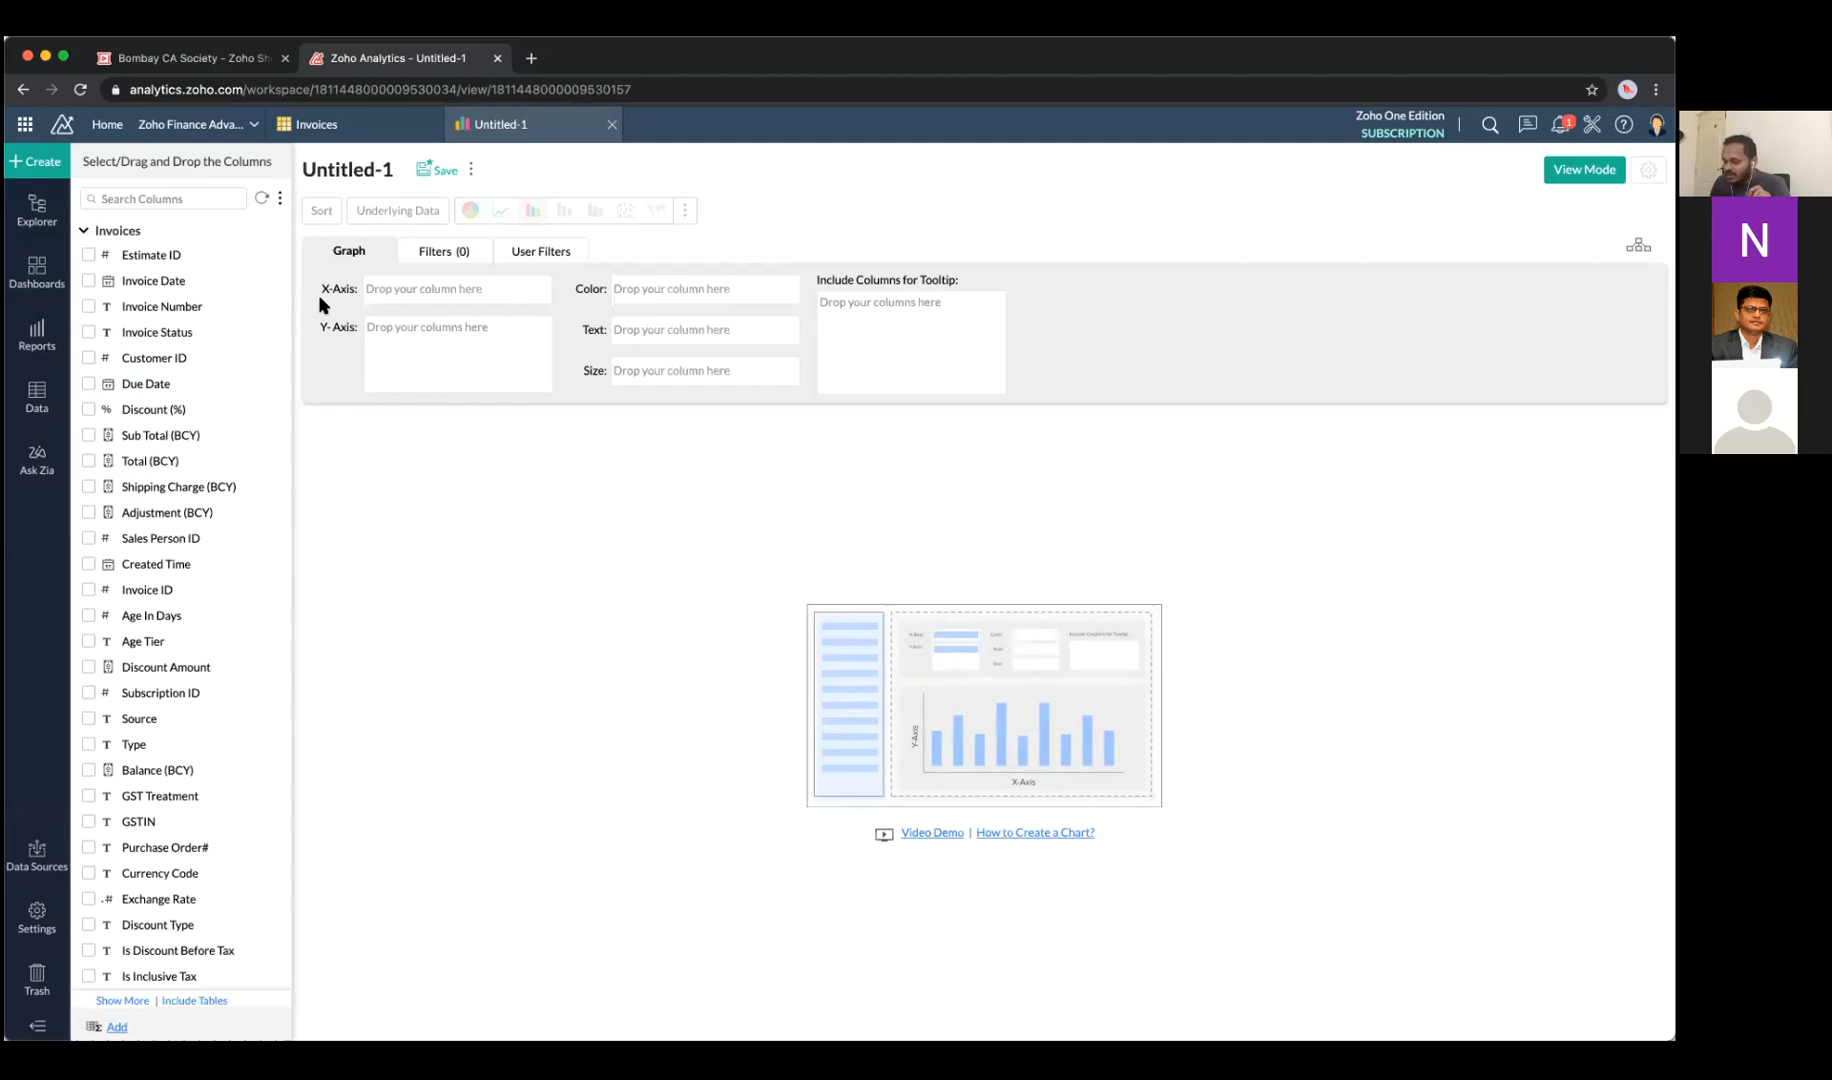 Bombay CA Society - Zoho Sh
Zoho Analytics - Untitled-1
analytics.zoho.com/workspace/1811448000009530034/view/1811448000009530157
Home
Zoho Finance Adva...
Invoices
Untitled-1
Zoho One Edition
SUBSCRIPTION
1
Create
Explorer
Dashboards
Reports
Data
Ask Zia
Data Sources
Settings
Trash
Select/Drag and Drop the Columns
Search Columns
Invoices
# Estimate ID
Invoice Date
T Invoice Number
T Invoice Status
# Customer ID
Due Date
% Discount (%)
Sub Total (BCY)
Total (BCY)
Shipping Charge (BCY)
Adjustment (BCY)
# Sales Person ID
Created Time
# Invoice ID
# Age In Days
T Age Tier
Discount Amount
# Subscription ID
T Source
T Type
Balance (BCY)
T GST Treatment
T GSTIN
T Purchase Order#
T Currency Code
.# Exchange Rate
T Discount Type
T Is Discount Before Tax
T Is Inclusive Tax
Show More | Include Tables
Add
Untitled-1
Save
View Mode
Sort
Underlying Data
Graph
Filters (0)
User Filters
X-Axis: Drop your column here
Y- Axis: Drop your columns here
Color: Drop your column here
Text: Drop your column here
Size: Drop your column here
Include Columns for Tooltip:
Drop your columns here
Y-Axis
X-Axis
Video Demo | How to Create a Chart?
N